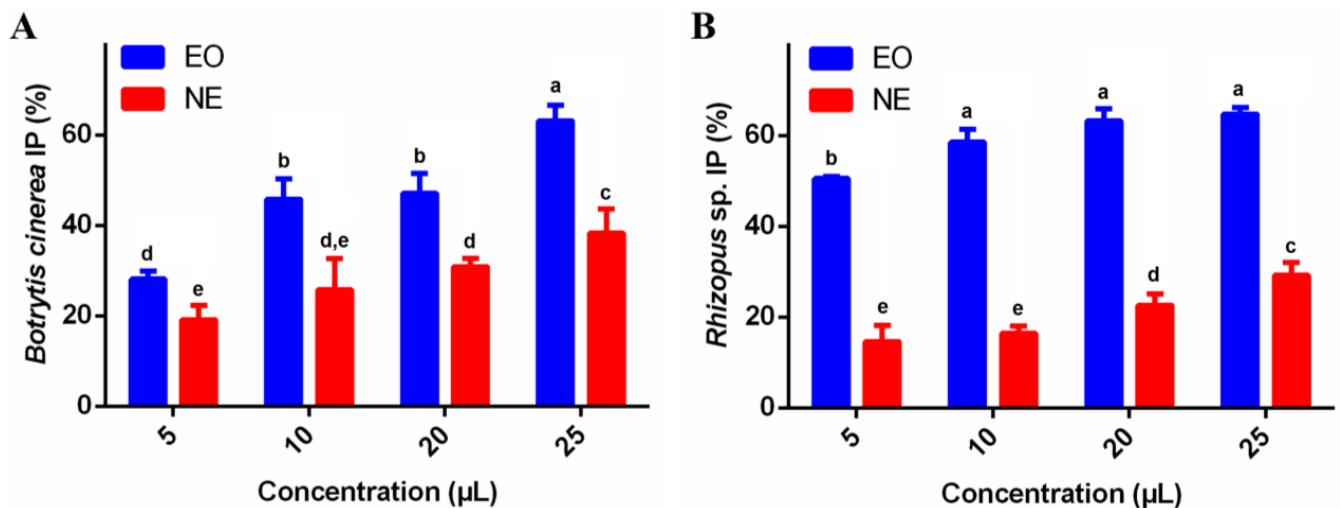 A
EO
NE
Botrytis cinerea IP (%)
60
40
20
0
d
e
b
d,e
b
d
a
c
5
10
20
25
Concentration (µL)
B
EO
NE
Rhizopus sp. IP (%)
60
40
20
0
b
e
a
e
a
d
a
c
5
10
20
25
Concentration (µL)